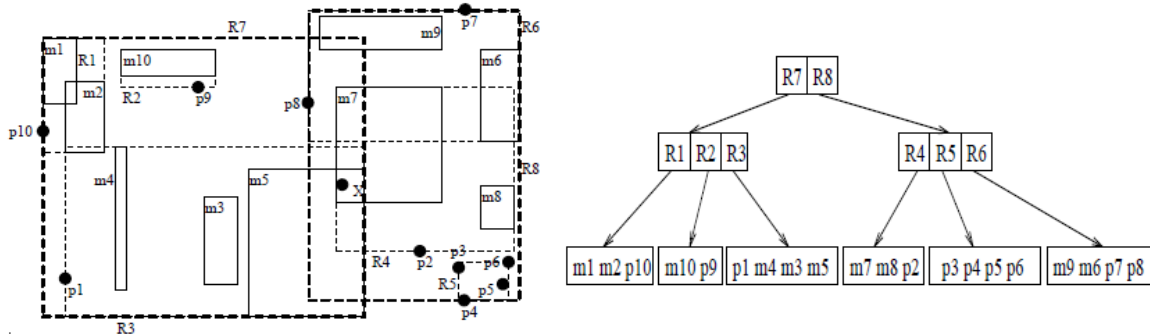 p7
R7
m9
R6
m1
R1
m10
m6
m2
R2
p9
p8
m7
p10
R8
m4
m5
X
m8
m3
R4
p2
p3
p6
p1
R5
p5
p4
R3
R7 R8
R1 R2 R3
R4 R5 R6
m1 m2 p10
m10 p9
p1 m4 m3 m5
m7 m8 p2
p3 p4 p5 p6
m9 m6 p7 p8